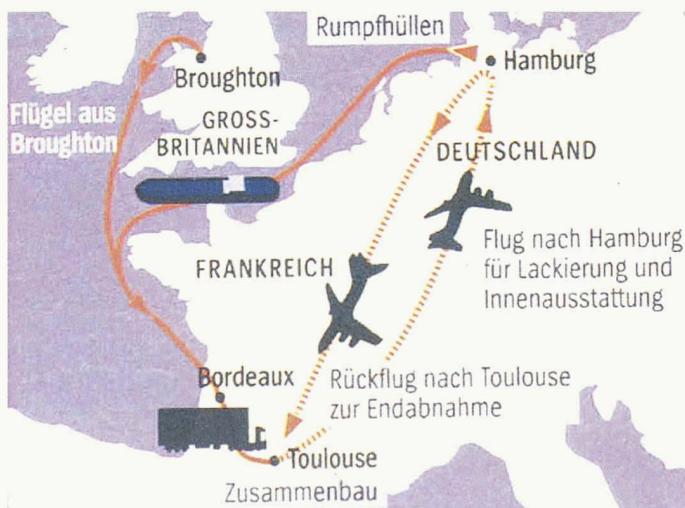 Rumpfhüllen
Hamburg
Broughton
Flügel aus
Broughton
GROSS-
BRITANNIEN
DEUTSCHLAND
Flug nach Hamburg
für Lackierung und
Innenausstattung
FRANKREICH
Bordeaux
Rückflug nach Toulouse
zur Endabnahme
Toulouse
Zusammenbau